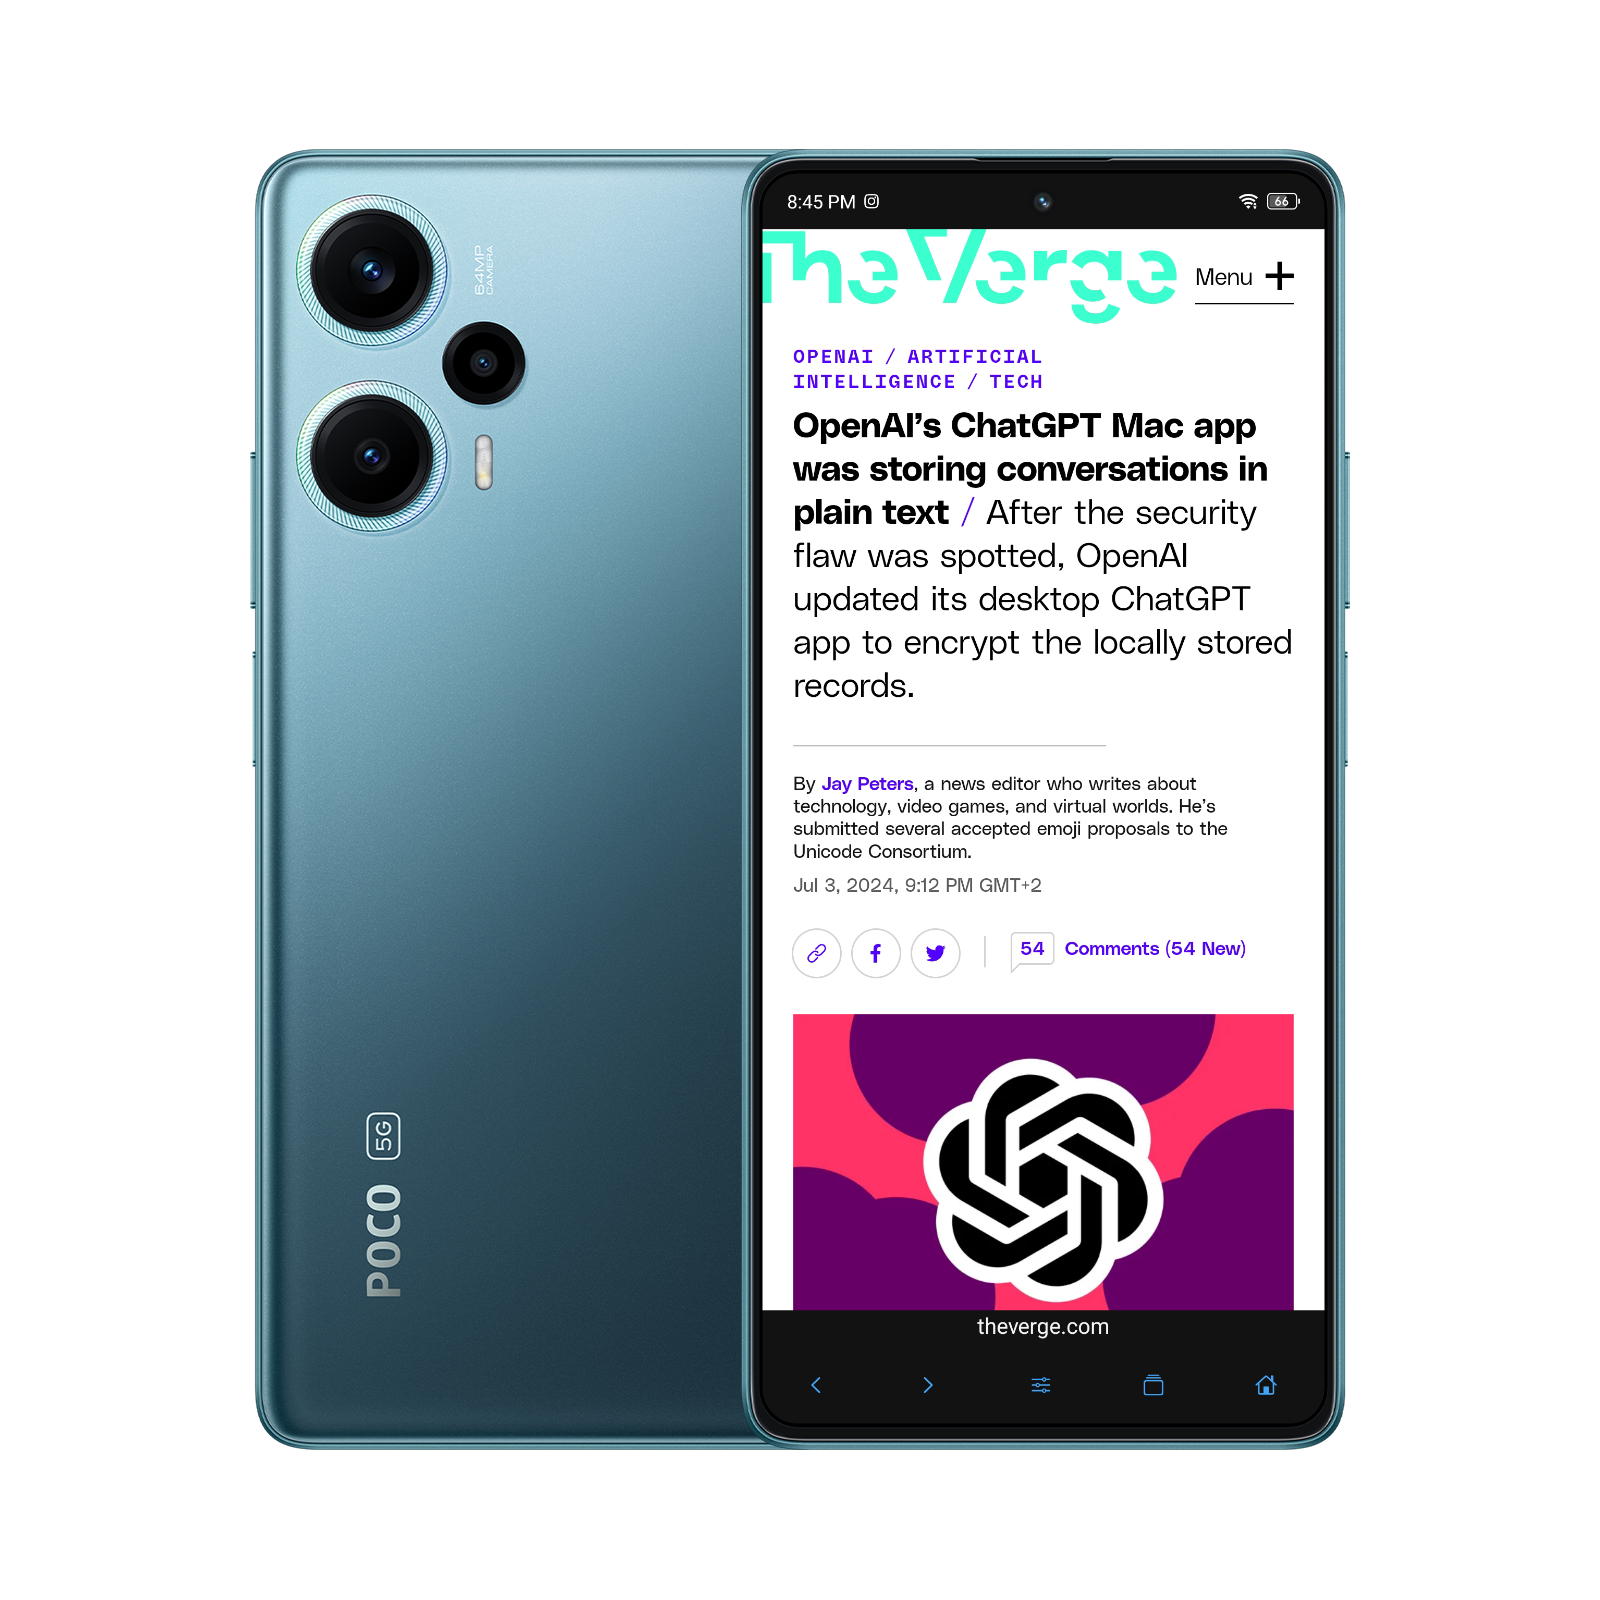 64MP
CAMERA
POCO 5G
8:45 PM
66
The Verge
Menu
OPENAI / ARTIFICIAL
INTELLIGENCE / TECH
OpenAI’s ChatGPT Mac app
was storing conversations in
plain text / After the security
flaw was spotted, OpenAI
updated its desktop ChatGPT
app to encrypt the locally stored
records.
By Jay Peters, a news editor who writes about
technology, video games, and virtual worlds. He’s
submitted several accepted emoji proposals to the
Unicode Consortium.
Jul 3, 2024, 9:12 PM GMT+2
54 Comments (54 New)
theverge.com